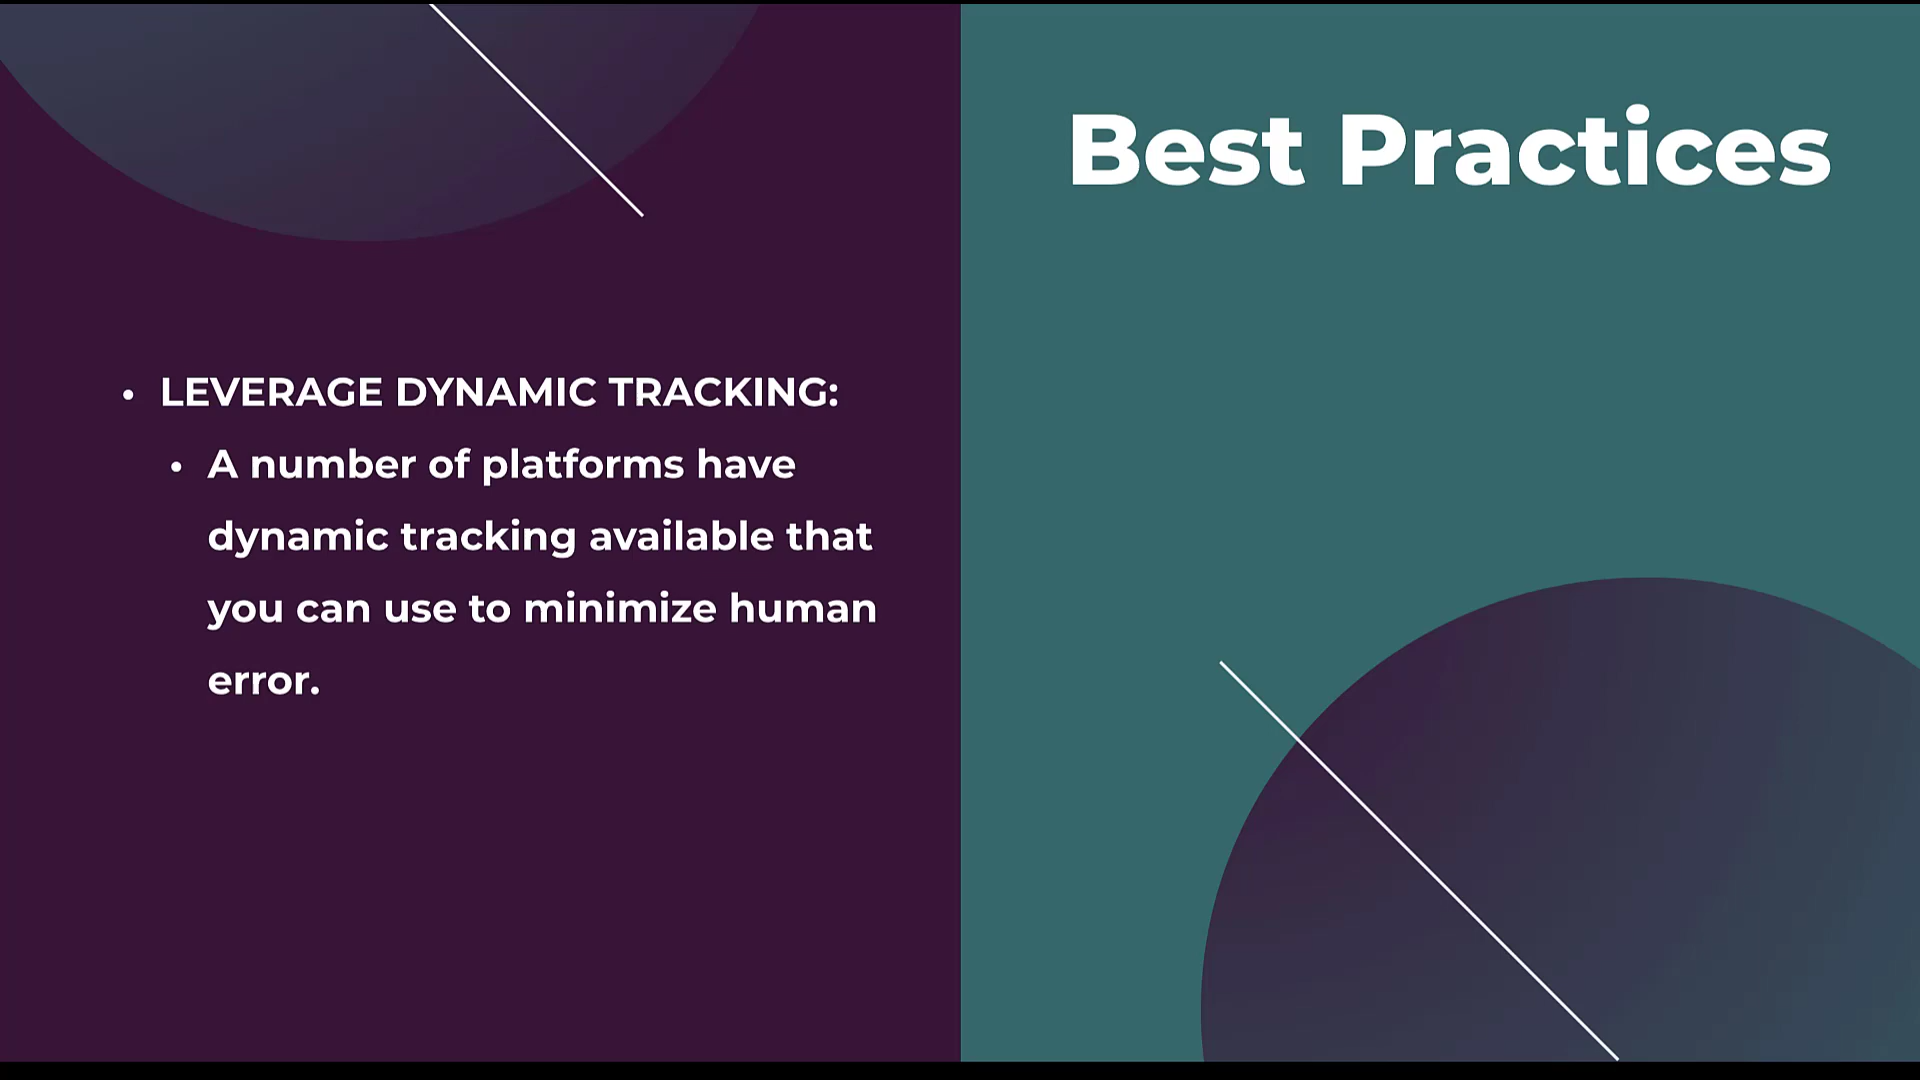 Best Practices
• LEVERAGE DYNAMIC TRACKING:
• A number of platforms have
dynamic tracking available that
you can use to minimize human
error.